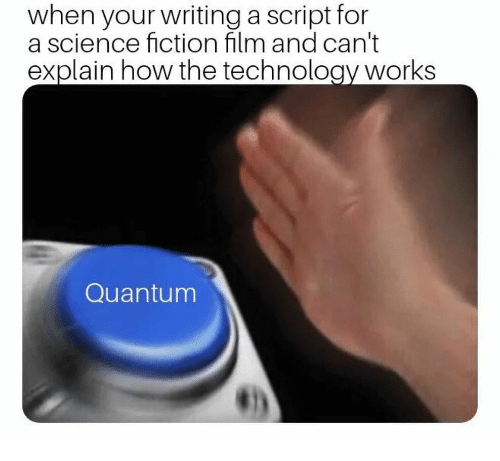 when your writing a script for
a science fiction film and can't
explain how the technology works
Quantum